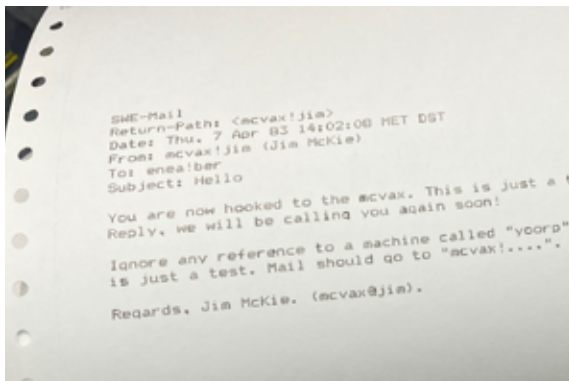 SWE-Mail
Return-Path: <mcvax!jim>
Date: Thu, 7 Apr 83 14:02:08 MET DST
From: mcvax!jim (Jim McKie)
To: enea!ber
Subject: Hello
You are now hooked to the mcvax. This is just a
Reply, we will be calling you again soon!
Ignore any reference to a machine called "yoorp"
is just a test. Mail should go to "mcvax!....".
Regards, Jim McKie. (mcvax@jim).